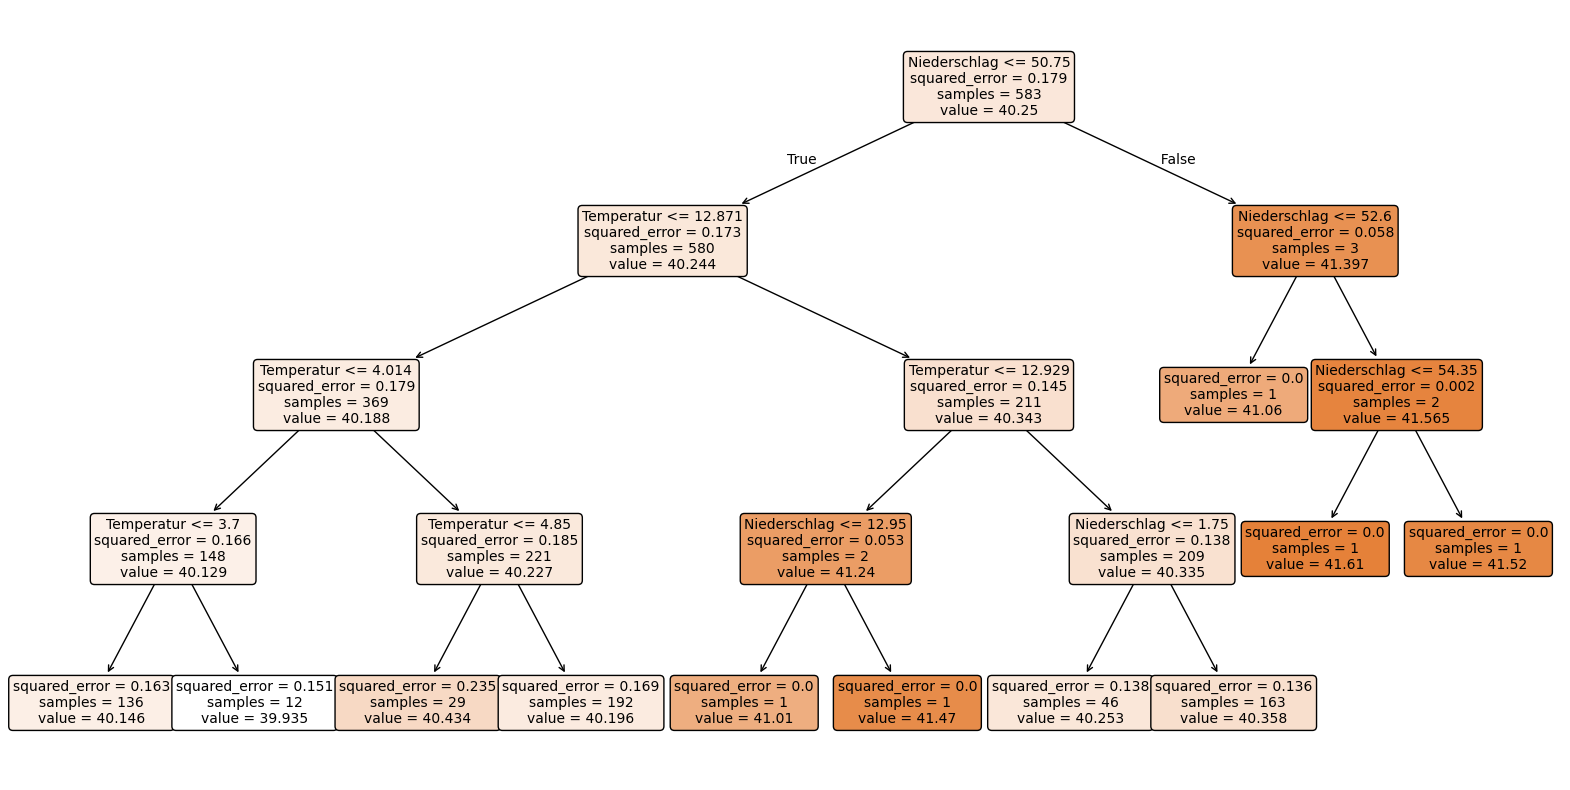 Niederschlag <= 50.75
squared_error = 0.179
samples = 583
value = 40.25
True
False
Temperatur <= 12.871
squared_error = 0.173
samples = 580
value = 40.244
Niederschlag <= 52.6
squared_error = 0.058
samples = 3
value = 41.397
Temperatur <= 4.014
squared_error = 0.179
samples = 369
value = 40.188
Temperatur <= 12.929
squared_error = 0.145
samples = 211
value = 40.343
squared_error = 0.0
samples = 1
value = 41.06
Niederschlag <= 54.35
squared_error = 0.002
samples = 2
value = 41.565
Temperatur <= 3.7
squared_error = 0.166
samples = 148
value = 40.129
Temperatur <= 4.85
squared_error = 0.185
samples = 221
value = 40.227
Niederschlag <= 12.95
squared_error = 0.053
samples = 2
value = 41.24
Niederschlag <= 1.75
squared_error = 0.138
samples = 209
value = 40.335
squared_error = 0.0
samples = 1
value = 41.61
squared_error = 0.0
samples = 1
value = 41.52
squared_error = 0.163
samples = 136
value = 40.146
squared_error = 0.151
samples = 12
value = 39.935
squared_error = 0.235
samples = 29
value = 40.434
squared_error = 0.169
samples = 192
value = 40.196
squared_error = 0.0
samples = 1
value = 41.01
squared_error = 0.0
samples = 1
value = 41.47
squared_error = 0.138
samples = 46
value = 40.253
squared_error = 0.136
samples = 163
value = 40.358